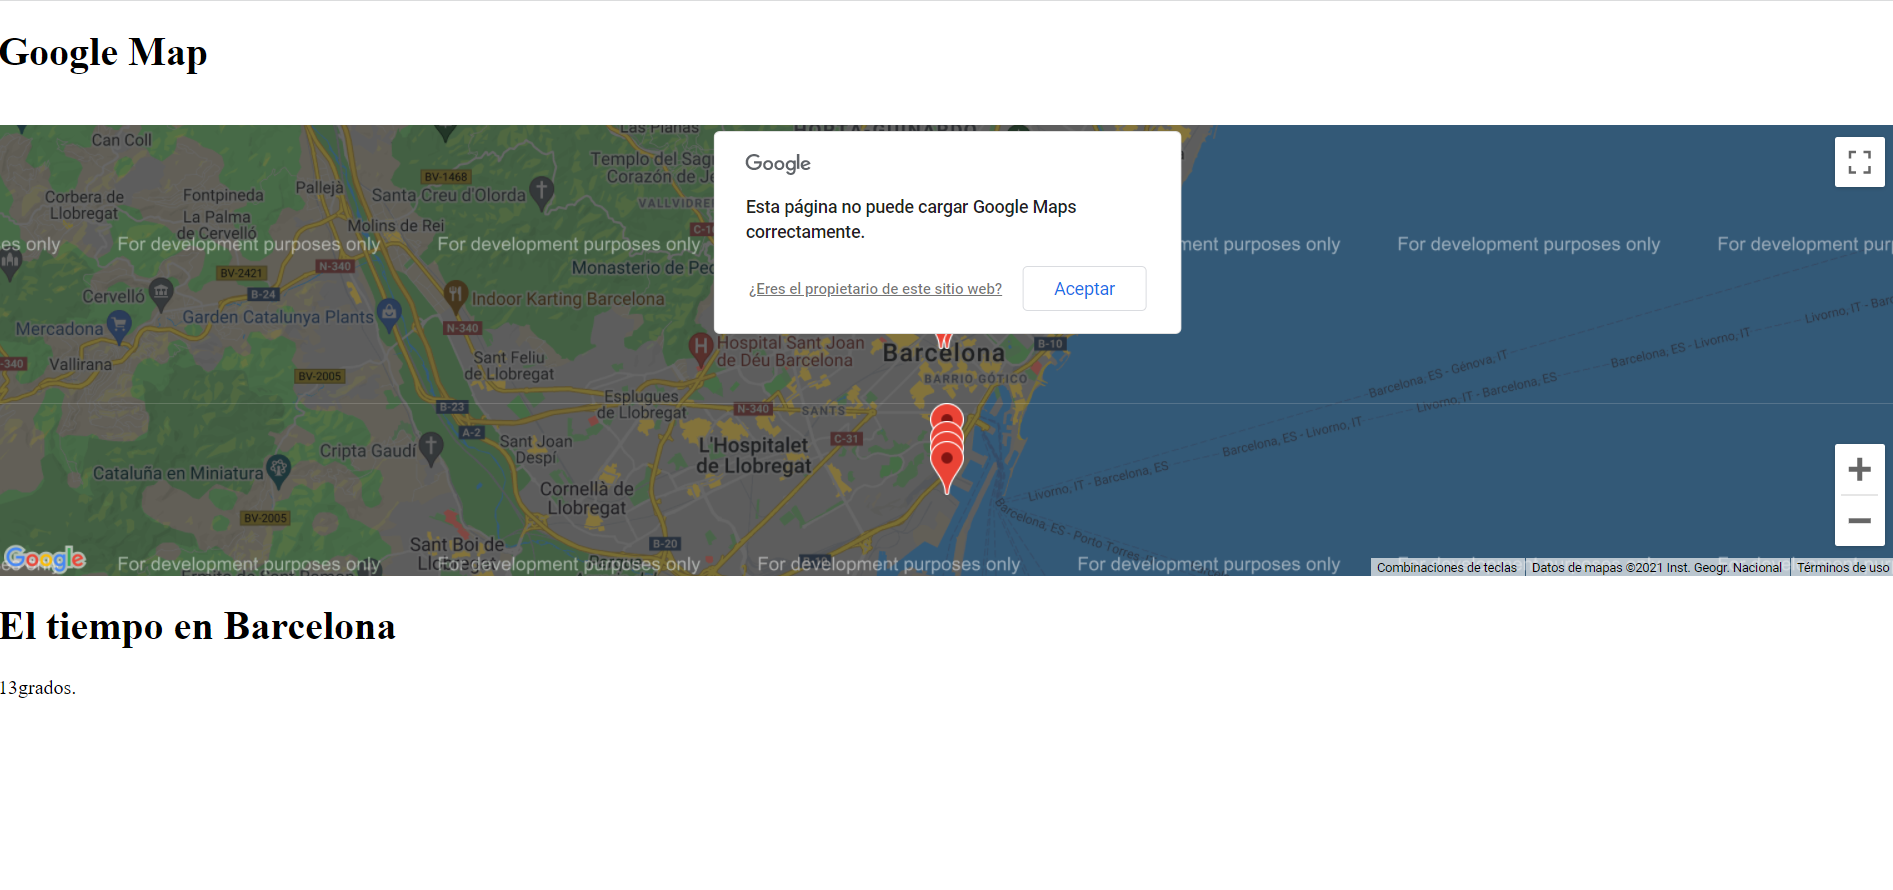 Google Map
Las Planas
Can Coll
Templo del Sag
Corazón de Je
BV-1468
Pallejà
Fontpineda
Santa Creu d'Olorda
Corbera de
Llobregat
VALLVIDRE
La Palma
de Cervelló
Molins de Rei
C-1
es only
For development purposes only
For development purposes only
ment purposes only
For development purposes only
For development pur
Monasterio de Ped
N-340
BV-2421
B-24
Cervelló
Indoor Karting Barcelona
Garden Catalunya Plants
Mercadona
N-340
Vallirana
-340
Sant Feliu
de Llobregat
BV-2005
Hospital Sant Joan
de Déu Barcelona
Barcelona
B-10
BARRIO GÓTICO
Esplugues
de Llobregat
B-23
N-340
SANTS
A-2
Sant Joan
Despí
Cripta Gaudí
L'Hospitalet
de Llobregat
C-31
Cataluña en Miniatura
Cornellà de
Llobregat
BV-2005
Sant Boi de
B-20
Google
For development purposes only
For development purposes only
For development purposes only
For development purposes only
Livorno, IT - Barc
Barcelona, ES - Livorno, IT
Barcelona, ES - Génova, IT
Livorno, IT - Barcelona, ES
Barcelona, ES - Livorno, IT
Livorno, IT - Barcelona, ES
Barcelona, ES - Porto Torres,
Google
Esta página no puede cargar Google Maps
correctamente.
¿Eres el propietario de este sitio web?
Aceptar
Combinaciones de teclas
Datos de mapas ©2021 Inst. Geogr. Nacional
Términos de uso
El tiempo en Barcelona
13grados.